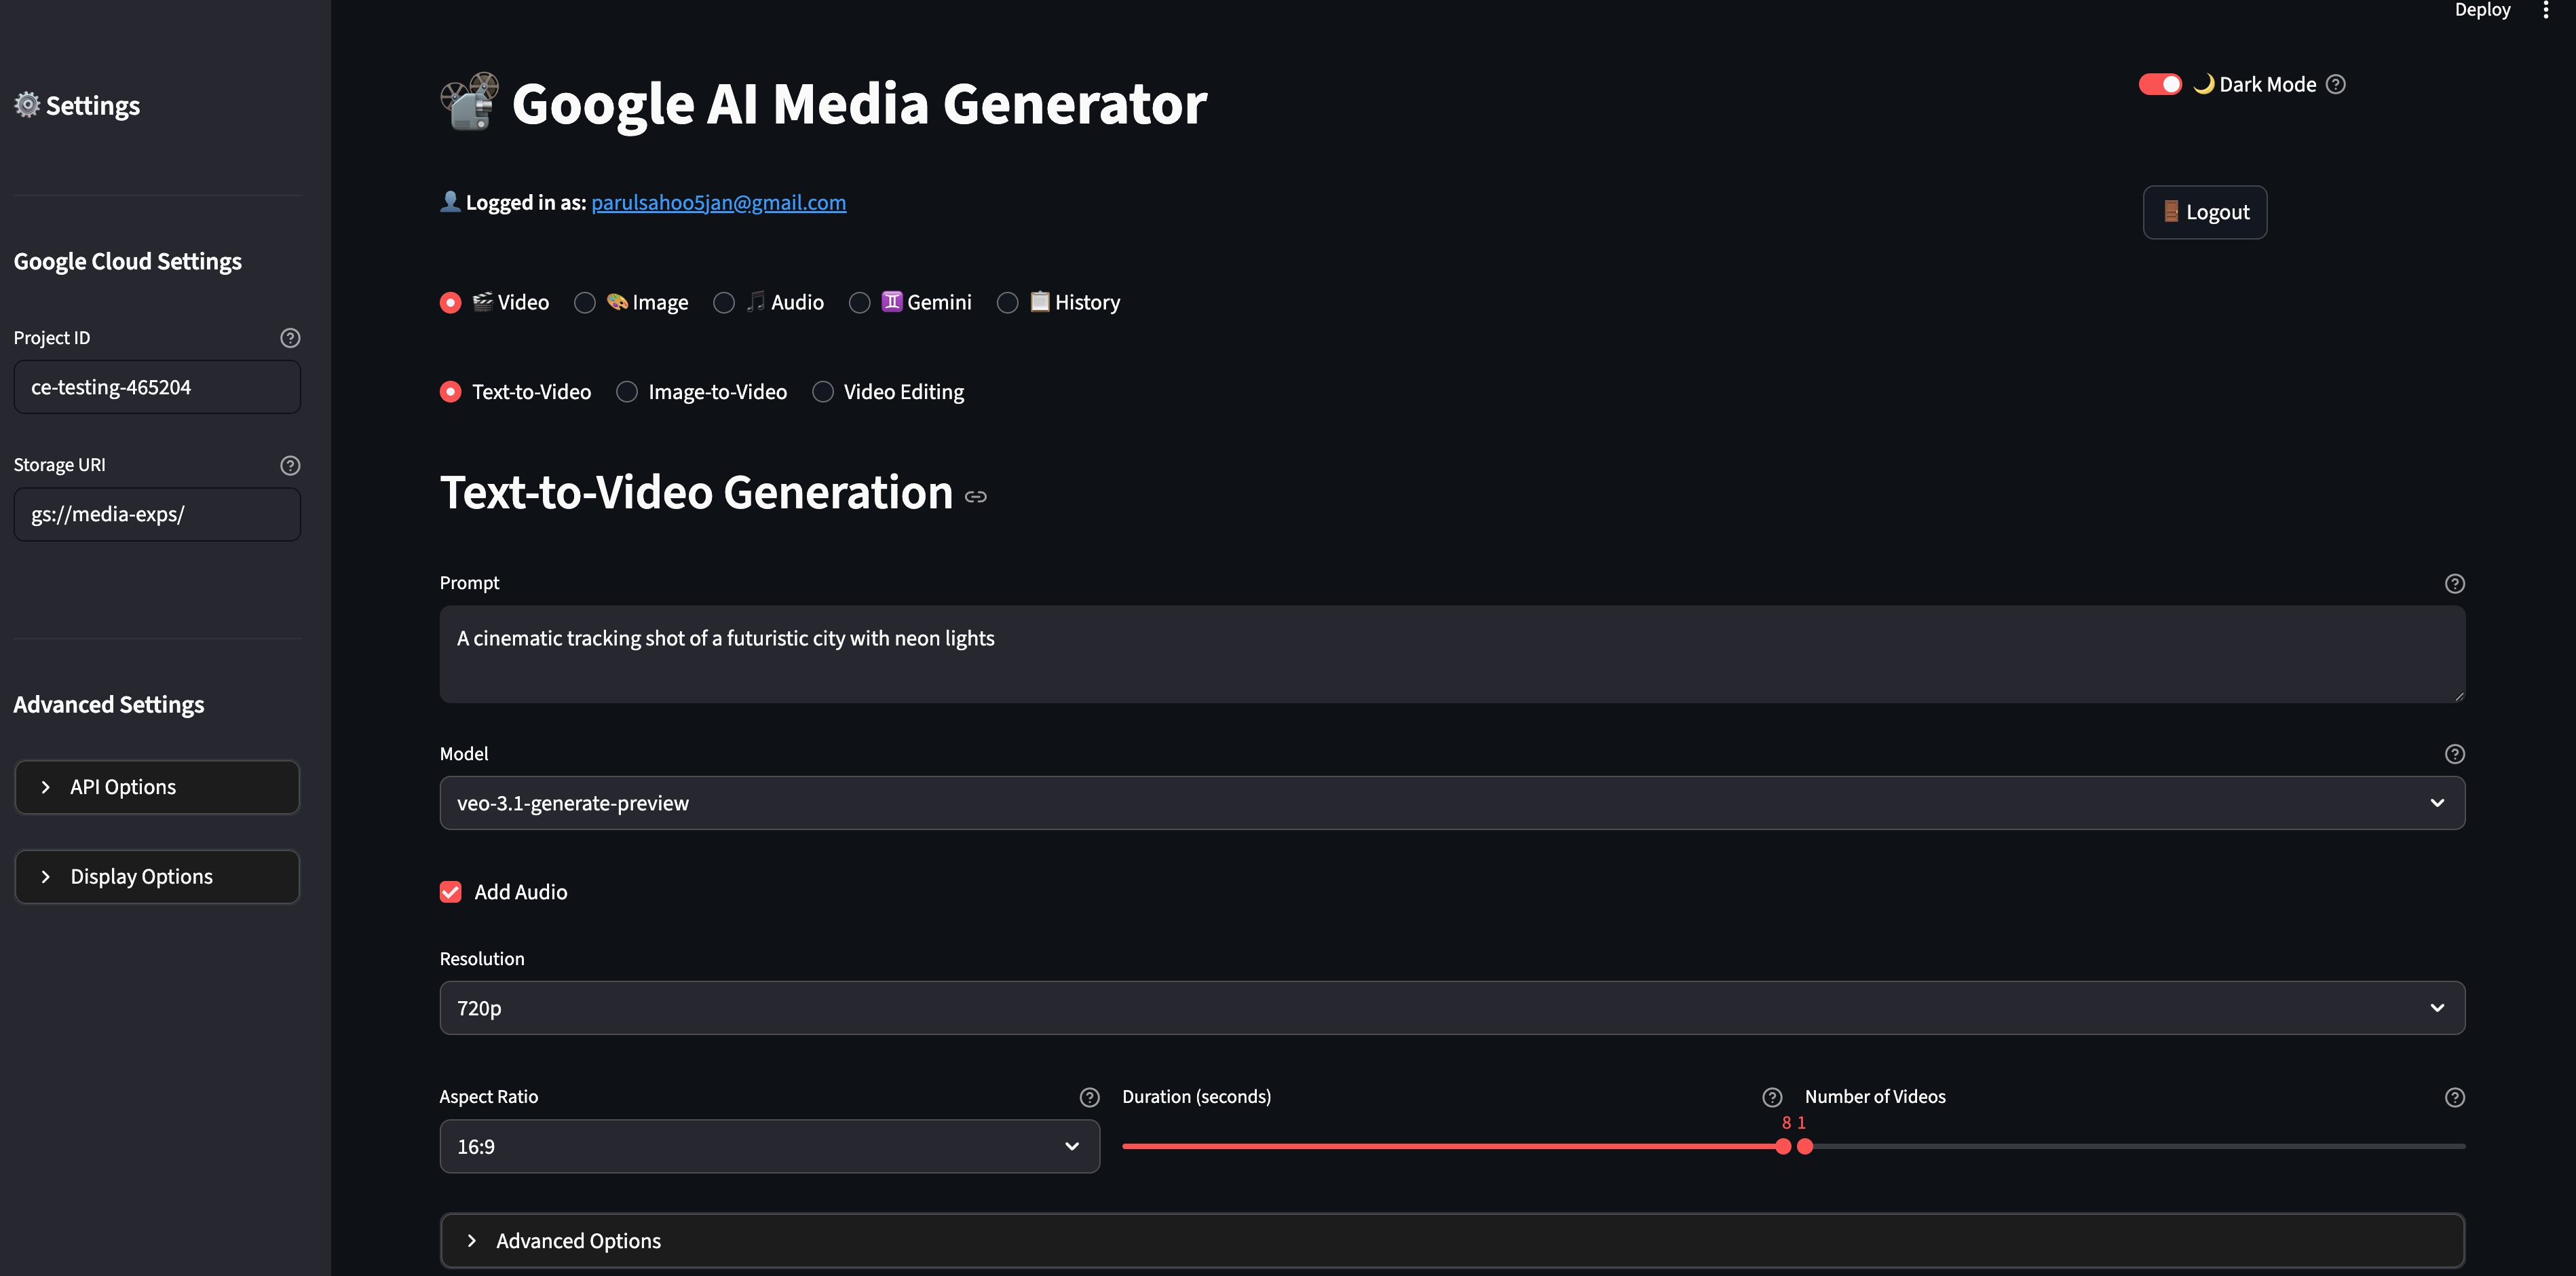 Deploy
Settings
Google Cloud Settings
Project ID
ce-testing-465204
Storage URI
gs://media-exps/
Advanced Settings
API Options
Display Options
Google AI Media Generator
Dark Mode
Logged in as: parulsahoo5jan@gmail.com
Logout
Video Image Audio Gemini History
Text-to-Video Image-to-Video Video Editing
Text-to-Video Generation
Prompt
A cinematic tracking shot of a futuristic city with neon lights
Model
veo-3.1-generate-preview
Add Audio
Resolution
720p
Aspect Ratio
16:9
Duration (seconds)
8
Number of Videos
1
Advanced Options